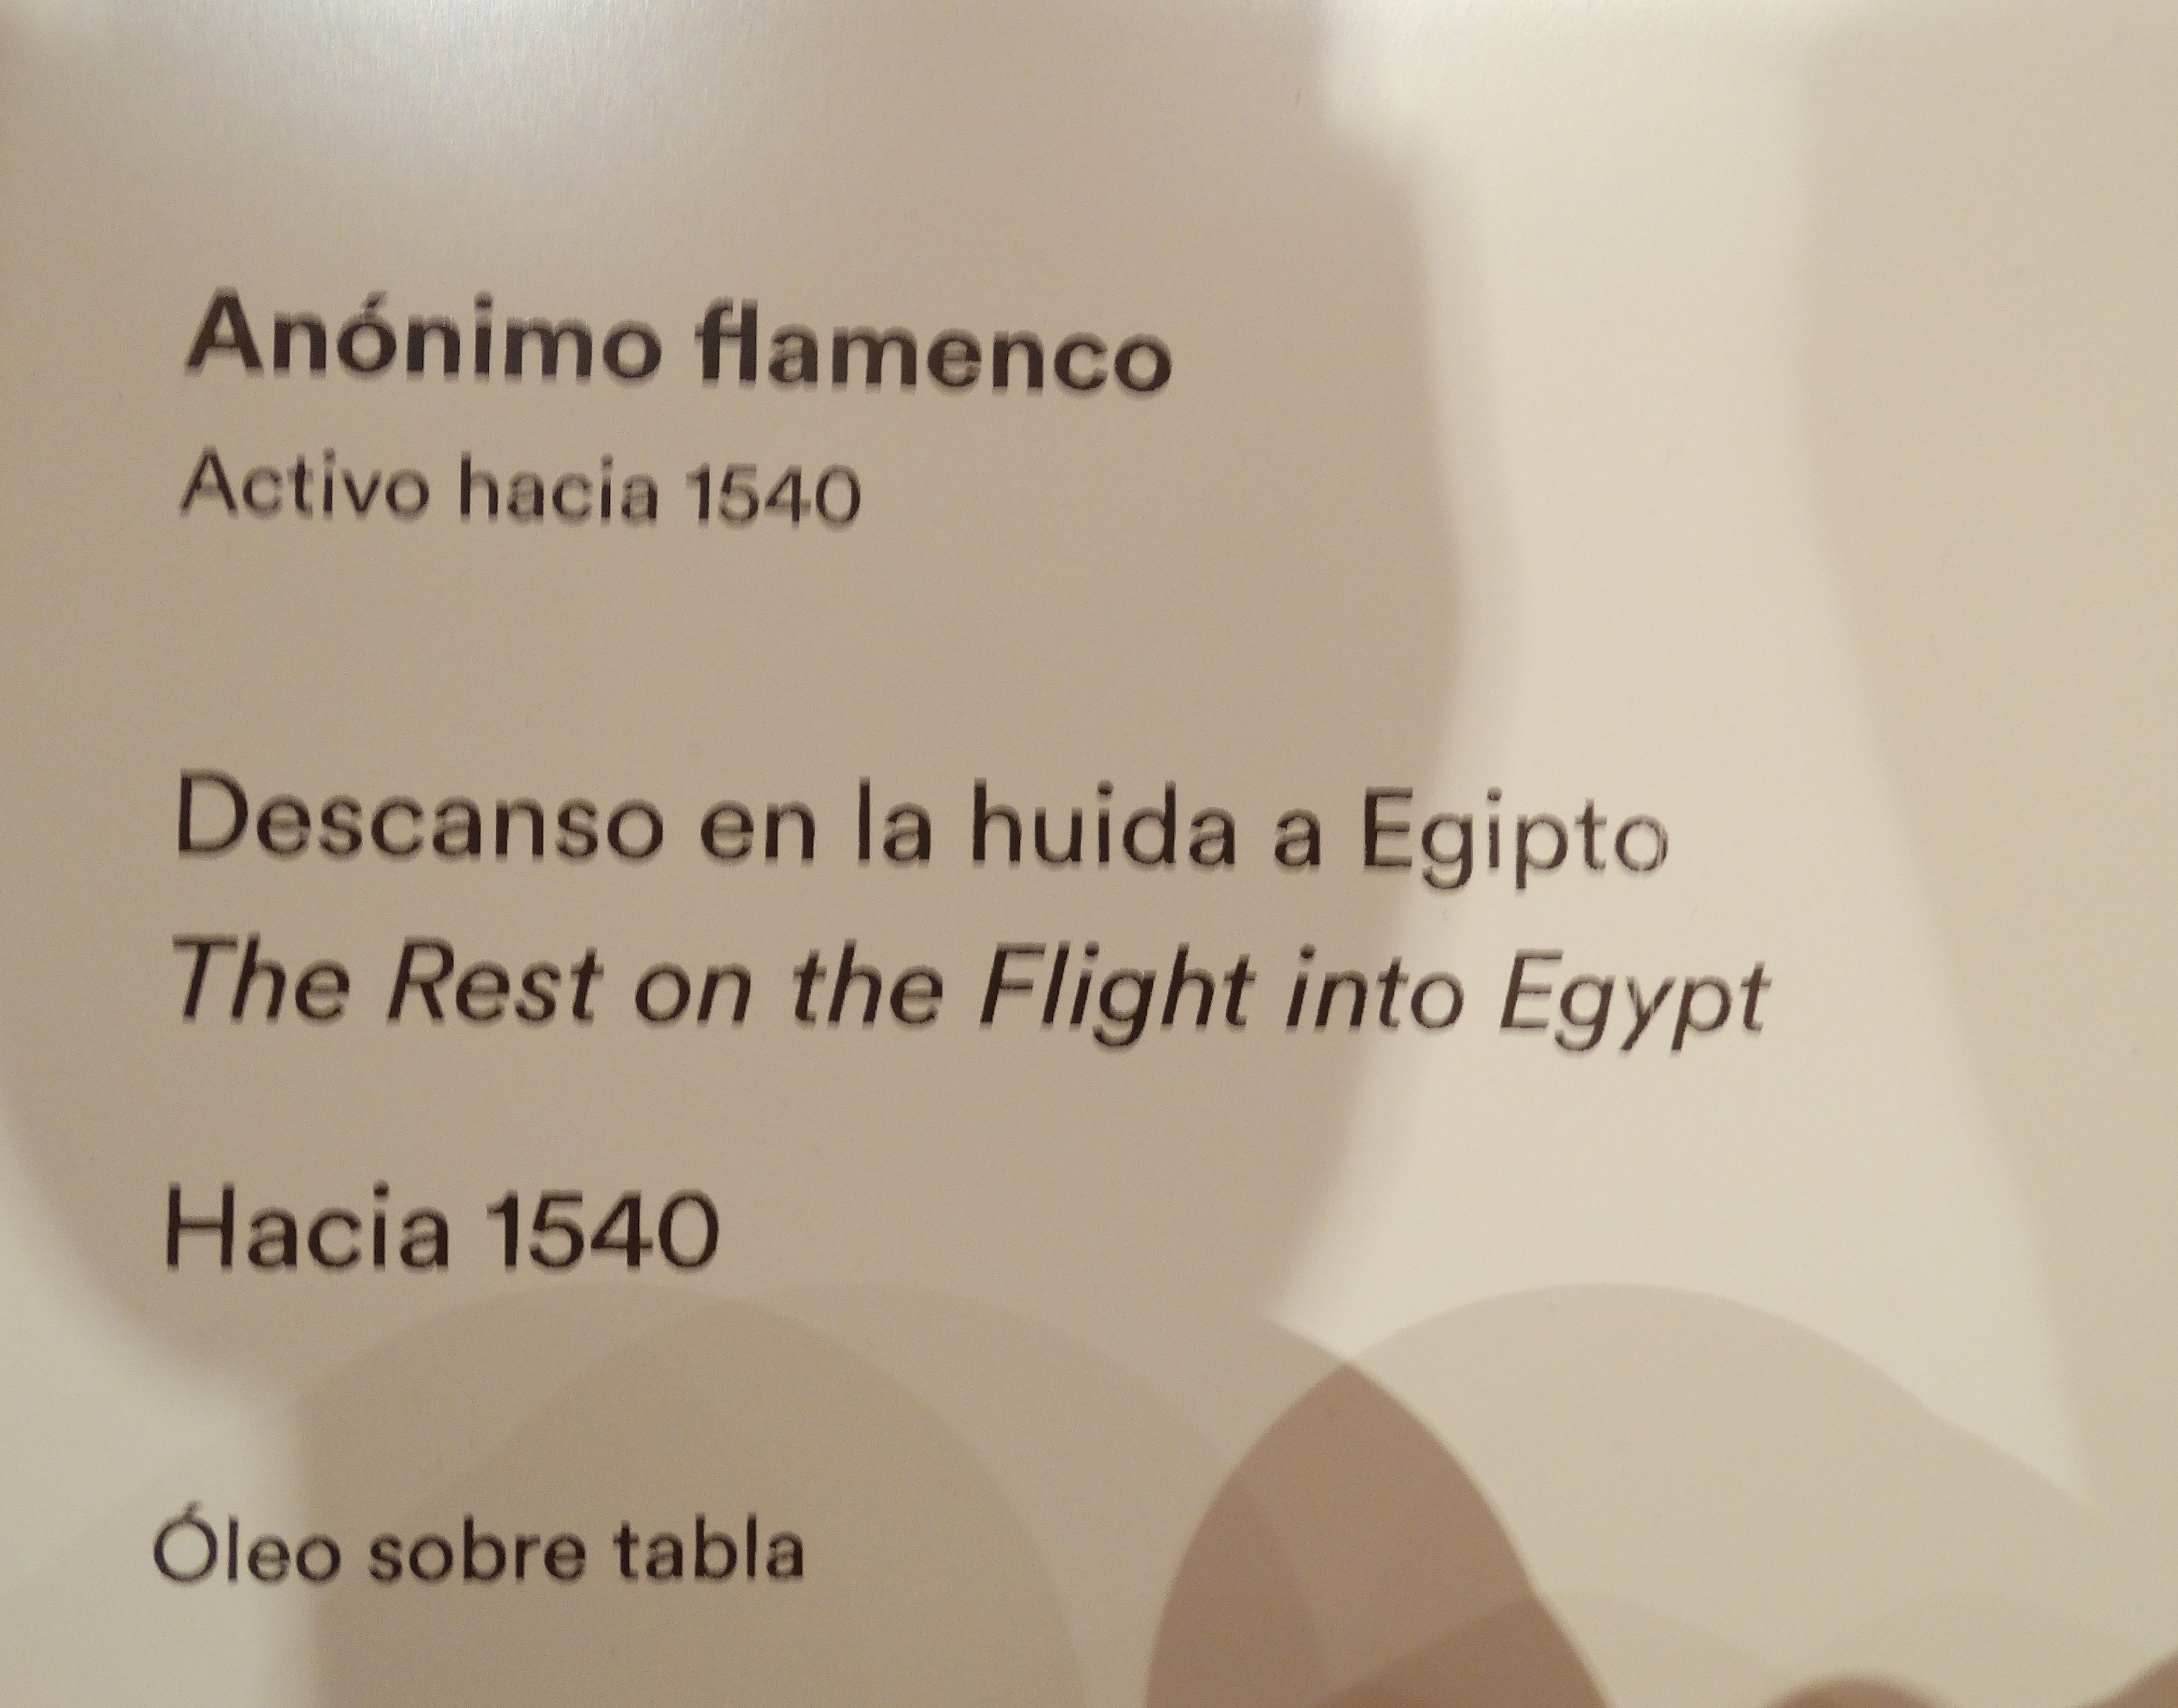 Anónimo flamenco
Activo hacia 1540
Descanso en la huida a Egipto
The Rest on the Flight into Egypt
Hacia 1540
Óleo sobre tabla